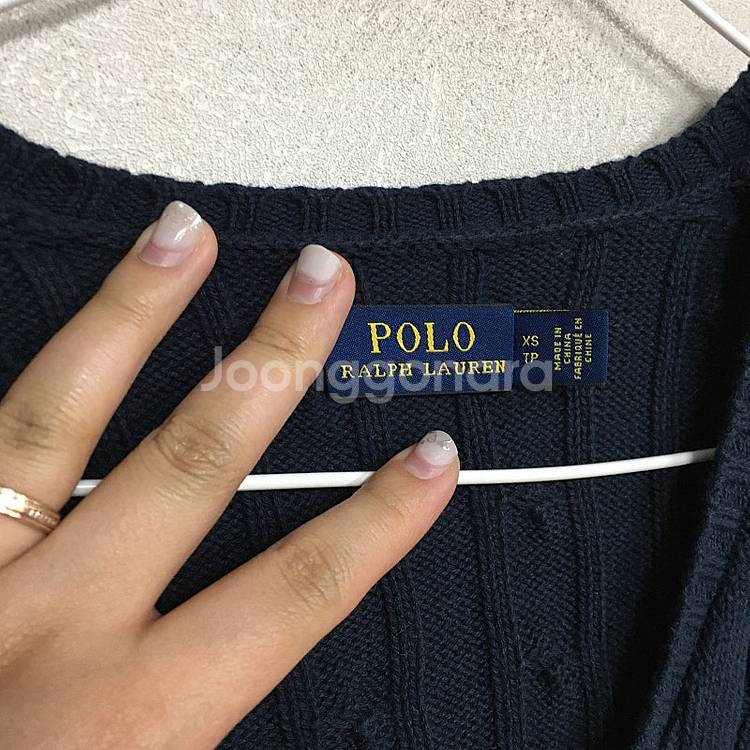 POLO
RALPH LAUREN
XS
TP
MADE IN
CHINA
FABRIQUÉ EN
CHINE
Joonggonara